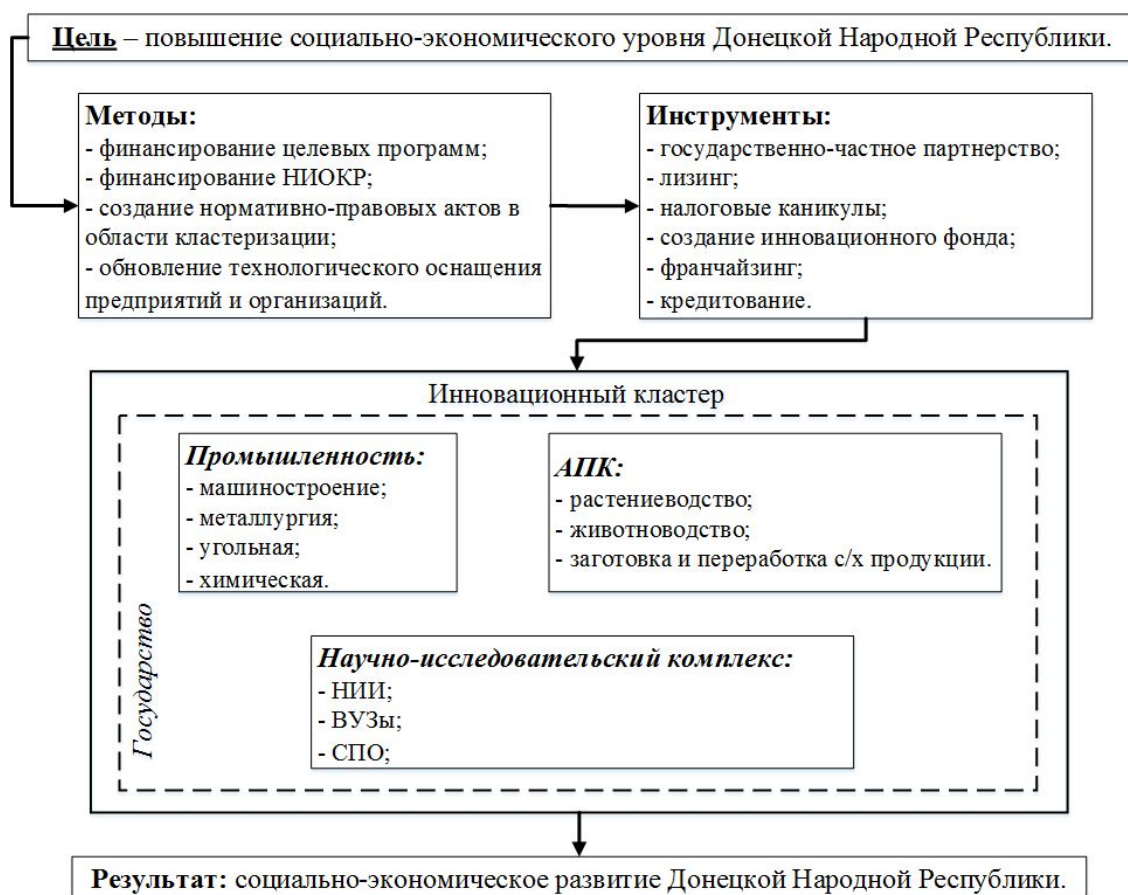 Цель – повышение социально-экономического уровня Донецкой Народной Республики.
Методы:
- финансирование целевых программ;
- финансирование НИОКР;
- создание нормативно-правовых актов в
области кластеризации;
- обновление технологического оснащения
предприятий и организаций.
Инструменты:
- государственно-частное партнерство;
- лизинг;
- налоговые каникулы;
- создание инновационного фонда;
- франчайзинг;
- кредитование.
Инновационный кластер
Государство
Промышленность:
- машиностроение;
- металлургия;
- угольная;
- химическая.
АПК:
- растениеводство;
- животноводство;
- заготовка и переработка с/х продукции.
Научно-исследовательский комплекс:
- НИИ;
- ВУЗы;
- СПО;
Результат: социально-экономическое развитие Донецкой Народной Республики.